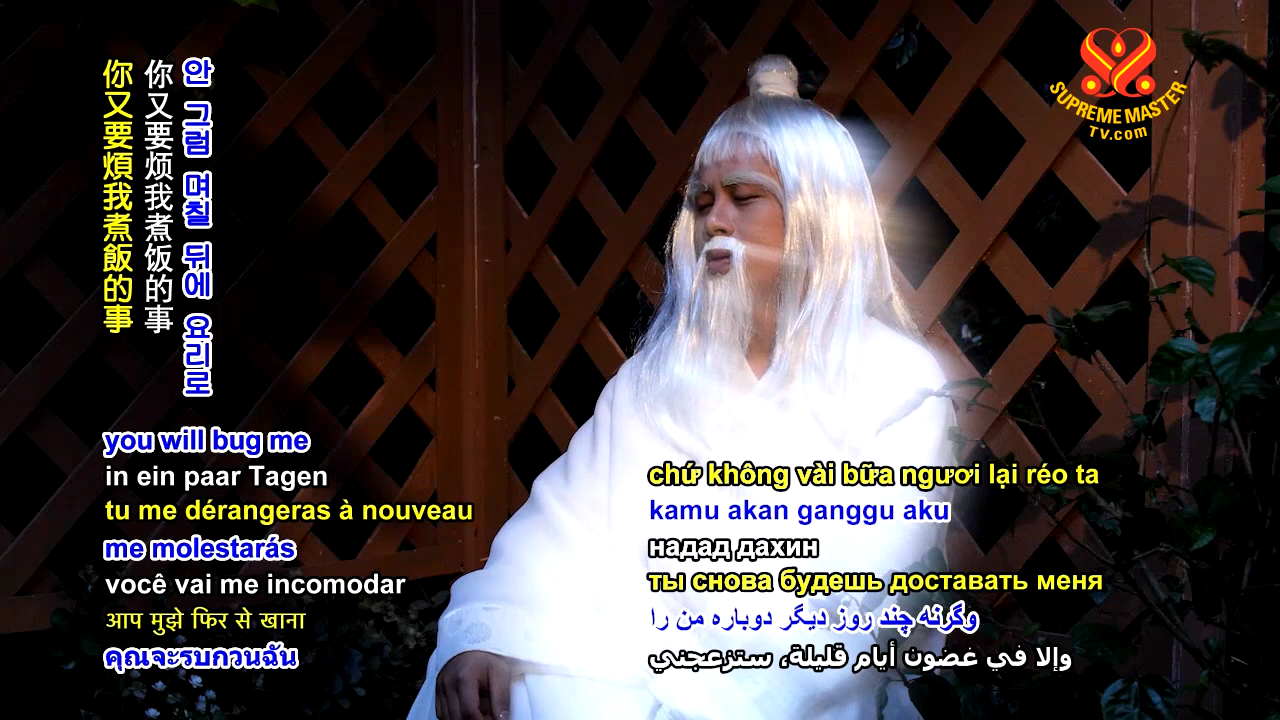 你又要煩我煮飯的事
你又要烦我煮饭的事
안 그럼 며칠 뒤에 요리로
SUPREME MASTER
TV.com
you will bug me
in ein paar Tagen
tu me dérangeras à nouveau
me molestarás
você vai me incomodar
आप मुझे फिर से खाना
คุณจะรบกวนฉัน
chứ không vài bữa ngươi lại réo ta
kamu akan ganggu aku
надад дахин
ты снова будешь доставать меня
وگرنه چند روز دیگر دوباره من را
وإلا في غضون أيام قليلة، ستزعجني